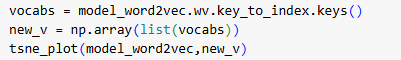 vocabs = model_word2vec.wv.key_to_index.keys()
new_v = np.array(list(vocabs))
tsne_plot(model_word2vec,new_v)